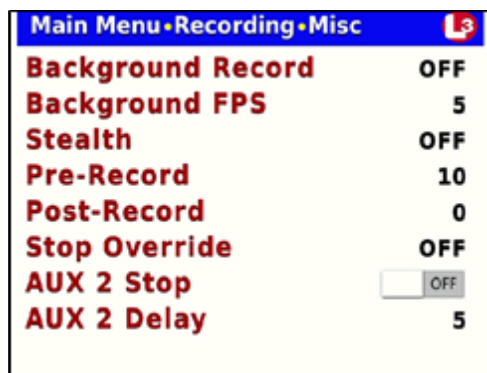 Main Menu•Recording•Misc L3
Background Record OFF
Background FPS 5
Stealth OFF
Pre-Record 10
Post-Record 0
Stop Override OFF
AUX 2 Stop OFF
AUX 2 Delay 5